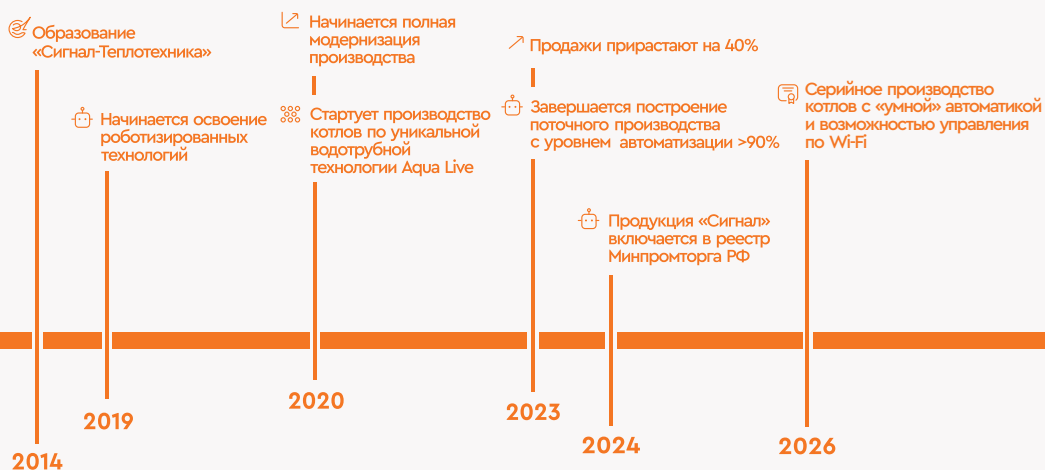 Образование
«Сигнал-Теплотехника»
2014
Начинается освоение
роботизированных
технологий
2019
Начинается полная
модернизация
производства
Стартует производство
котлов по уникальной
водотрубной
технологии Aqua Live
2020
Продажи прирастают на 40%
Завершается построение
поточного производства
с уровнем автоматизации >90%
2023
Продукция «Сигнал»
включается в реестр
Минпромторга РФ
2024
Серийное производство
котлов с «умной» автоматикой
и возможностью управления
по Wi-Fi
2026